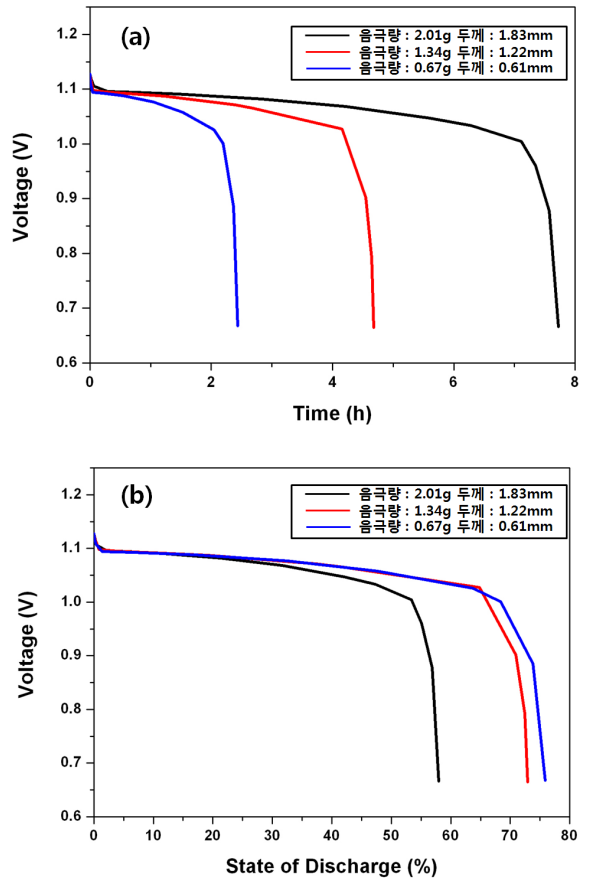 (a)
음극량 : 2.01g 두께 : 1.83mm
음극량 : 1.34g 두께 : 1.22mm
음극량 : 0.67g 두께 : 0.61mm
1.2
1.1
1.0
0.9
0.8
0.7
0.6
Voltage (V)
0 2 4 6 8
Time (h)
(b)
음극량 : 2.01g 두께 : 1.83mm
음극량 : 1.34g 두께 : 1.22mm
음극량 : 0.67g 두께 : 0.61mm
1.2
1.1
1.0
0.9
0.8
0.7
0.6
Voltage (V)
0 10 20 30 40 50 60 70 80
State of Discharge (%)